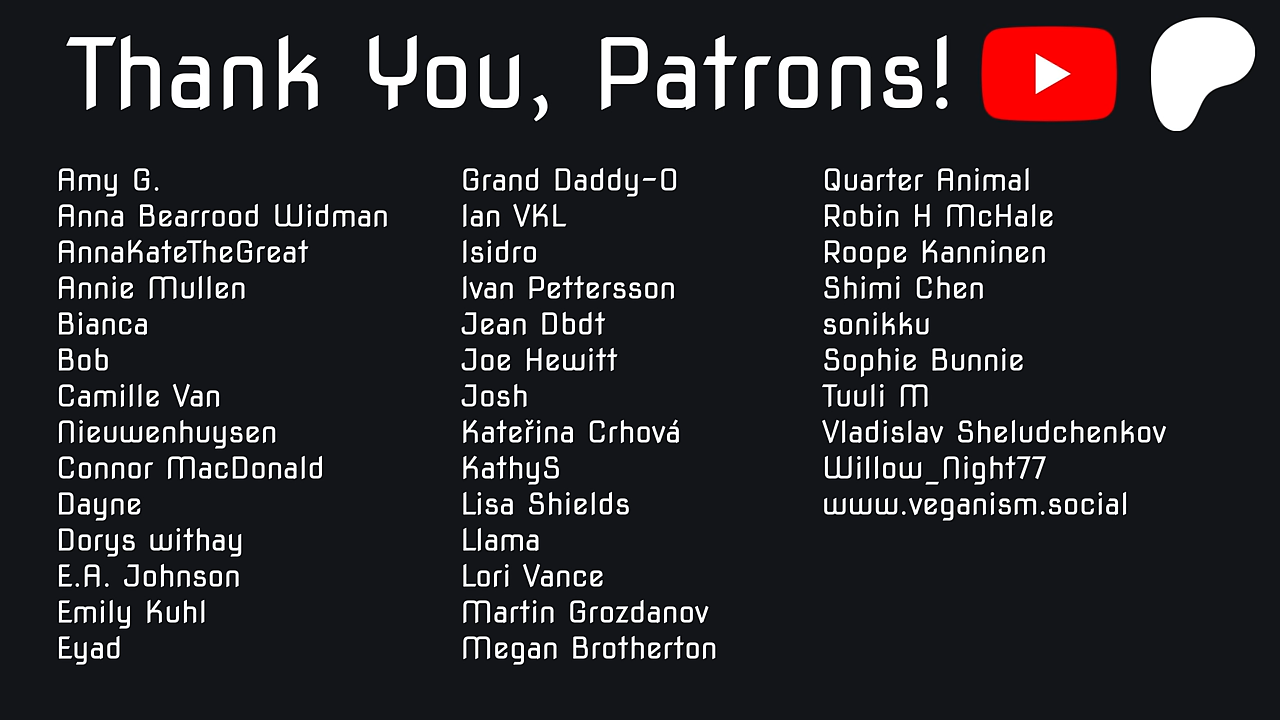 Thank You, Patrons!
Amy G.
Anna Bearrood Widman
AnnaKateTheGreat
Annie Mullen
Bianca
Bob
Camille Van
Nieuwenhuysen
Connor MacDonald
Dayne
Dorys withay
E.A. Johnson
Emily Kuhl
Eyad
Grand Daddy-O
Ian VKL
Isidro
Ivan Pettersson
Jean Dbdt
Joe Hewitt
Josh
Kateřina Crhová
KathyS
Lisa Shields
Llama
Lori Vance
Martin Grozdanov
Megan Brotherton
Quarter Animal
Robin H McHale
Roope Kanninen
Shimi Chen
sonikku
Sophie Bunnie
Tuuli M
Vladislav Sheludchenkov
Willow_Night77
www.veganism.social